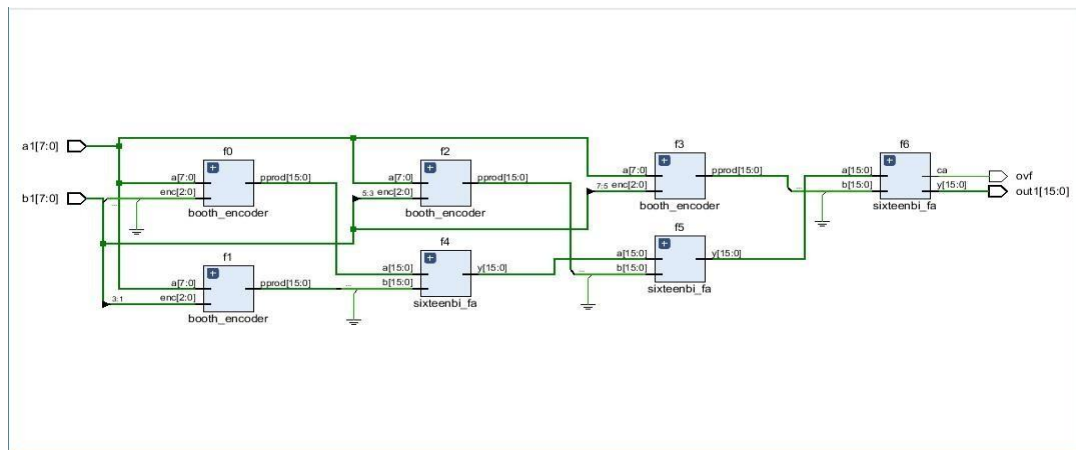 a1[7:0]
b1[7:0]
f0
a[7:0]
enc[2:0]
pprod[15:0]
...
booth_encoder
f1
a[7:0]
3:1 enc[2:0]
pprod[15:0]
...
booth_encoder
f2
a[7:0]
5:3 enc[2:0]
pprod[15:0]
booth_encoder
f4
a[15:0]
b[15:0]
y[15:0]
sixteenbi_fa
f3
a[7:0]
7:5 enc[2:0]
pprod[15:0]
booth_encoder
f5
a[15:0]
... b[15:0]
y[15:0]
sixteenbi_fa
f6
a[15:0]
... b[15:0]
ca
y[15:0]
sixteenbi_fa
ovf
out1[15:0]